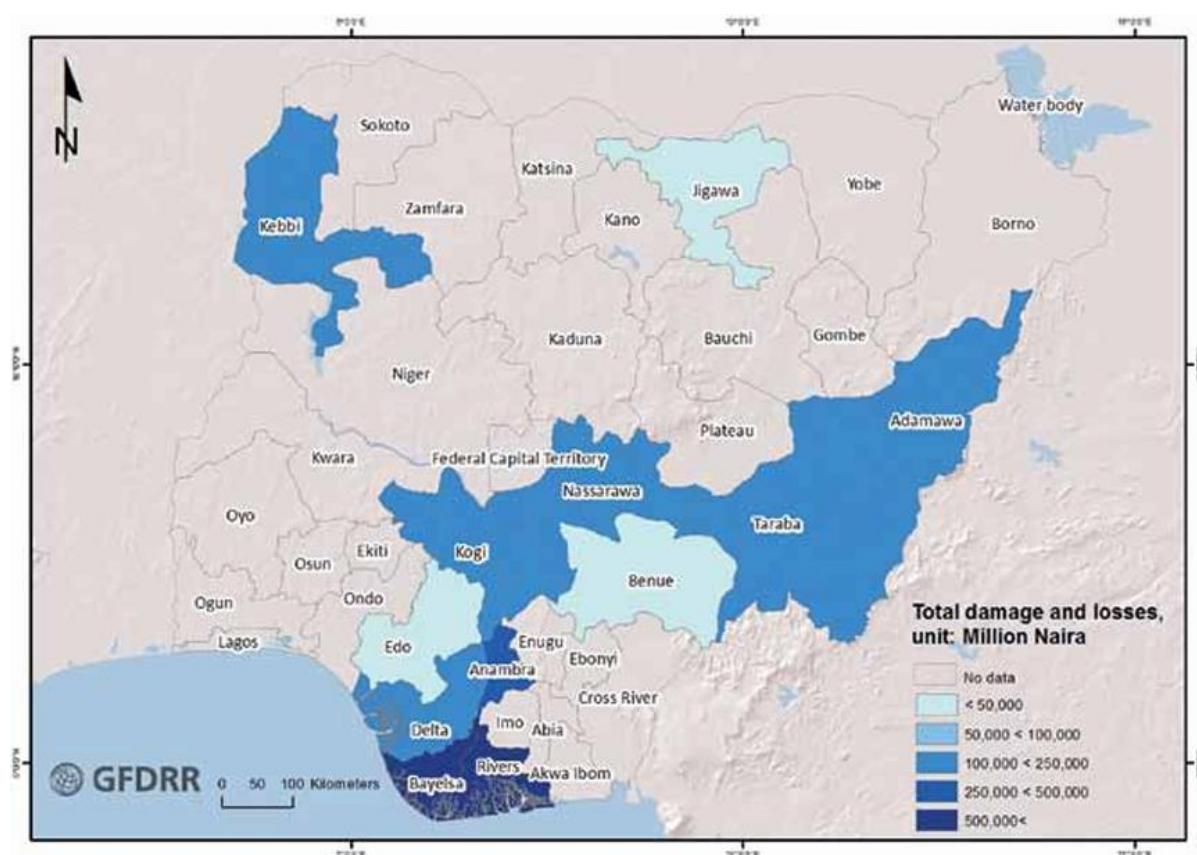 N
Water body
Sokoto
Katsina
Jigawa
Yobe
Zamfara
Kano
Borno
Kebbi
Kaduna
Bauchi
Gombe
Niger
Adamawa
Plateau
Kwara
Federal Capital Territory
Nassarawa
Oyo
Taraba
Kogi
Ekiti
Osun
Benue
Ogun
Ondo
Lagos
Edo
Enugu
Ebonyi
Anambra
Cross River
Delta
Imo
Abia
Rivers
Akwa Ibom
Bayelsa
Total damage and losses,
unit: Million Naira
No data
< 50,000
50,000 < 100,000
100,000 < 250,000
250,000 < 500,000
500,000<
GFDRR
0 50 100 Kilometers